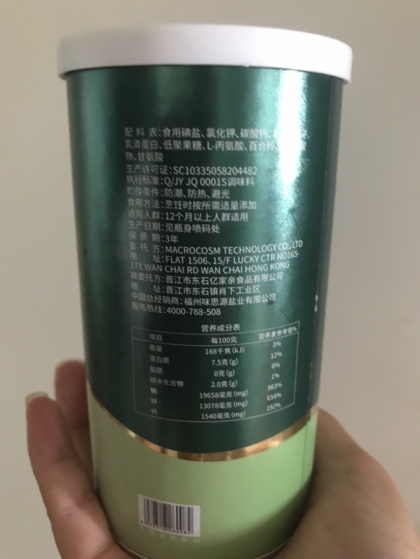 配 料 表：食用碘盐、氯化钾、碳酸钙、
乳清蛋白、低聚果糖、L-丙氨酸、百合粉、
物、甘氨酸
生产许可证：SC10335058204482
执行标准：Q/JY JQ 0001S调味料
贮存条件：防潮、防热、避光
食用方法：烹饪时按所需适量添加
适用人群：12个月以上人群适用
生产日期：见瓶身喷码处
保 质 期：3年
委 托 方：MACROCOSM TECHNOLOGY CO., LTD
地 址：FLAT 1506, 15/F LUCKY CTR NO165-
171 WAN CHAI RD WAN CHAI HONG KONG
被委托方：晋江市东石亿家亲食品有限公司
地 址：晋江市东石镇肖下工业区
中国总经销商：福州味思源盐业有限公司
服务热线：4000-788-508
营养成分表
项目 每100克 营养素参考值%
能量 188千焦 (kJ) 2%
蛋白质 7.5克 (g) 12%
脂肪 0克 (g) 0%
碳水化合物 2.0克 (g) 1%
钠 19658毫克 (mg) 983%
钾 13078毫克 (mg) 654%
钙 1540毫克 (mg) 192%